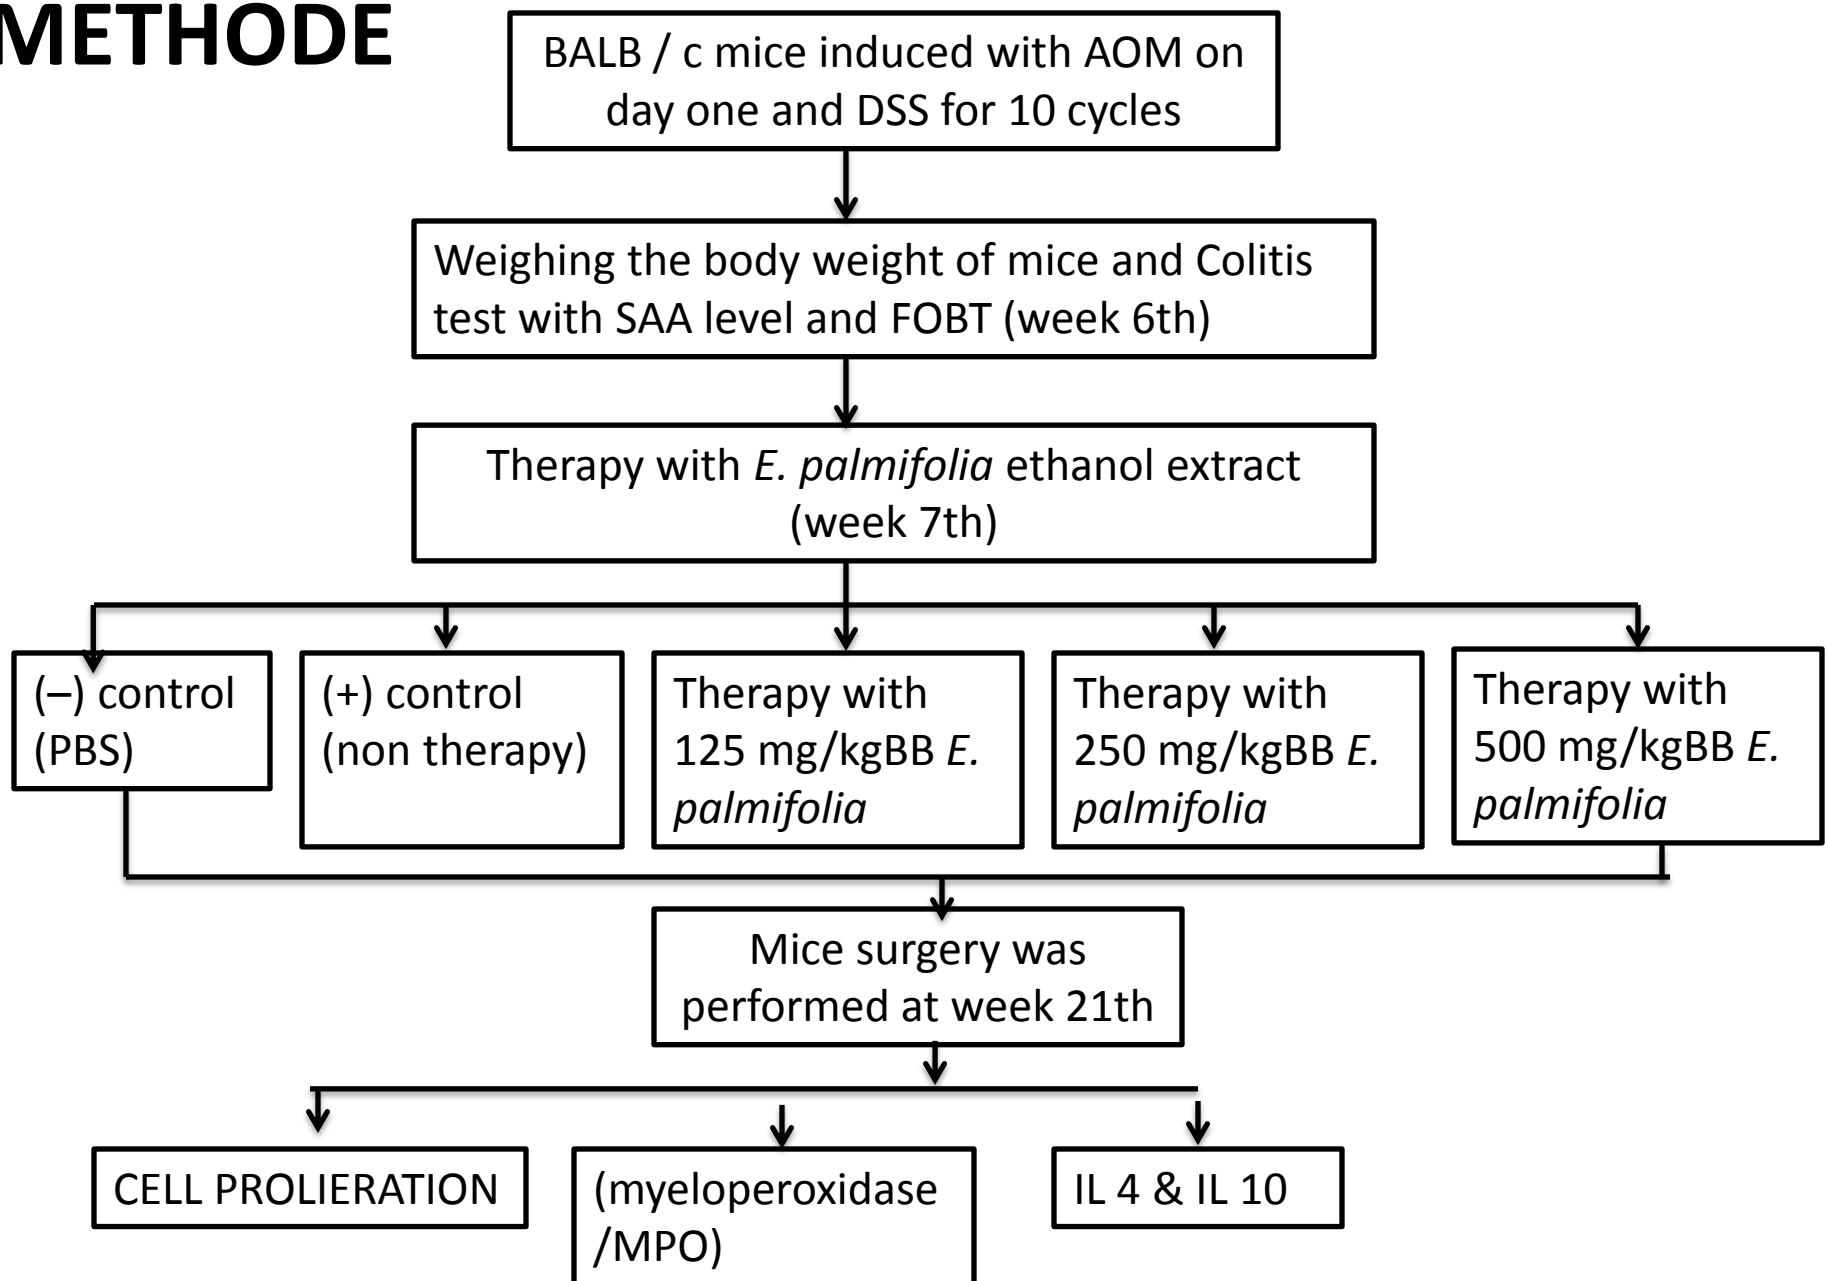 METHODE
BALB / c mice induced with AOM on
day one and DSS for 10 cycles
Weighing the body weight of mice and Colitis
test with SAA level and FOBT (week 6th)
Therapy with E. palmifolia ethanol extract
(week 7th)
(–) control
(PBS)
(+) control
(non therapy)
Therapy with
125 mg/kgBB E.
palmifolia
Therapy with
250 mg/kgBB E.
palmifolia
Therapy with
500 mg/kgBB E.
palmifolia
Mice surgery was
performed at week 21th
CELL PROLIERATION
(myeloperoxidase
/MPO)
IL 4 & IL 10